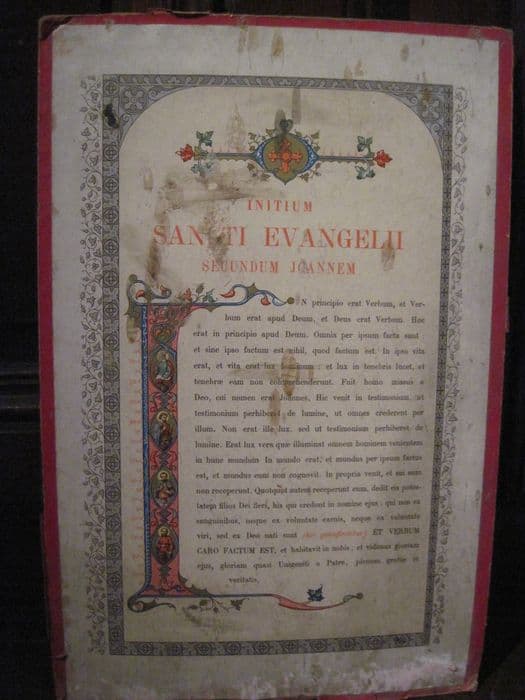 INITIUM
SANCTI EVANGELII
SECUNDUM JOANNEM
IN principio erat Verbum, et Ver-
bum erat apud Deum, et Deus erat Verbum. Hoc
erat in principio apud Deum. Omnia per ipsum facta sunt :
et sine ipso factum est nihil, quod factum est. In ipso vita
erat, et vita erat lux hominum : et lux in tenebris lucet, et
tenebræ eam non comprehenderunt. Fuit homo missus a
Deo, cui nomen erat Joannes. Hic venit in testimonium, ut
testimonium perhiberet de lumine, ut omnes crederent per
illum. Non erat ille lux, sed ut testimonium perhiberet de
lumine. Erat lux vera quæ illuminat omnem hominem venientem
in hunc mundum. In mundo erat, et mundus per ipsum factus
est, et mundus eum non cognovit. In propria venit, et sui eum
non receperunt. Quotquot autem receperunt eum, dedit eis potes-
tatem filios Dei fieri, his qui credunt in nomine ejus : qui non ex
sanguinibus, neque ex voluntate carnis, neque ex voluntate
viri, sed ex Deo nati sunt (hic genuflectitur) ET VERBUM
CARO FACTUM EST, et habitavit in nobis; et vidimus gloriam
ejus, gloriam quasi Unigeniti a Patre, plenum gratiæ et
veritatis.